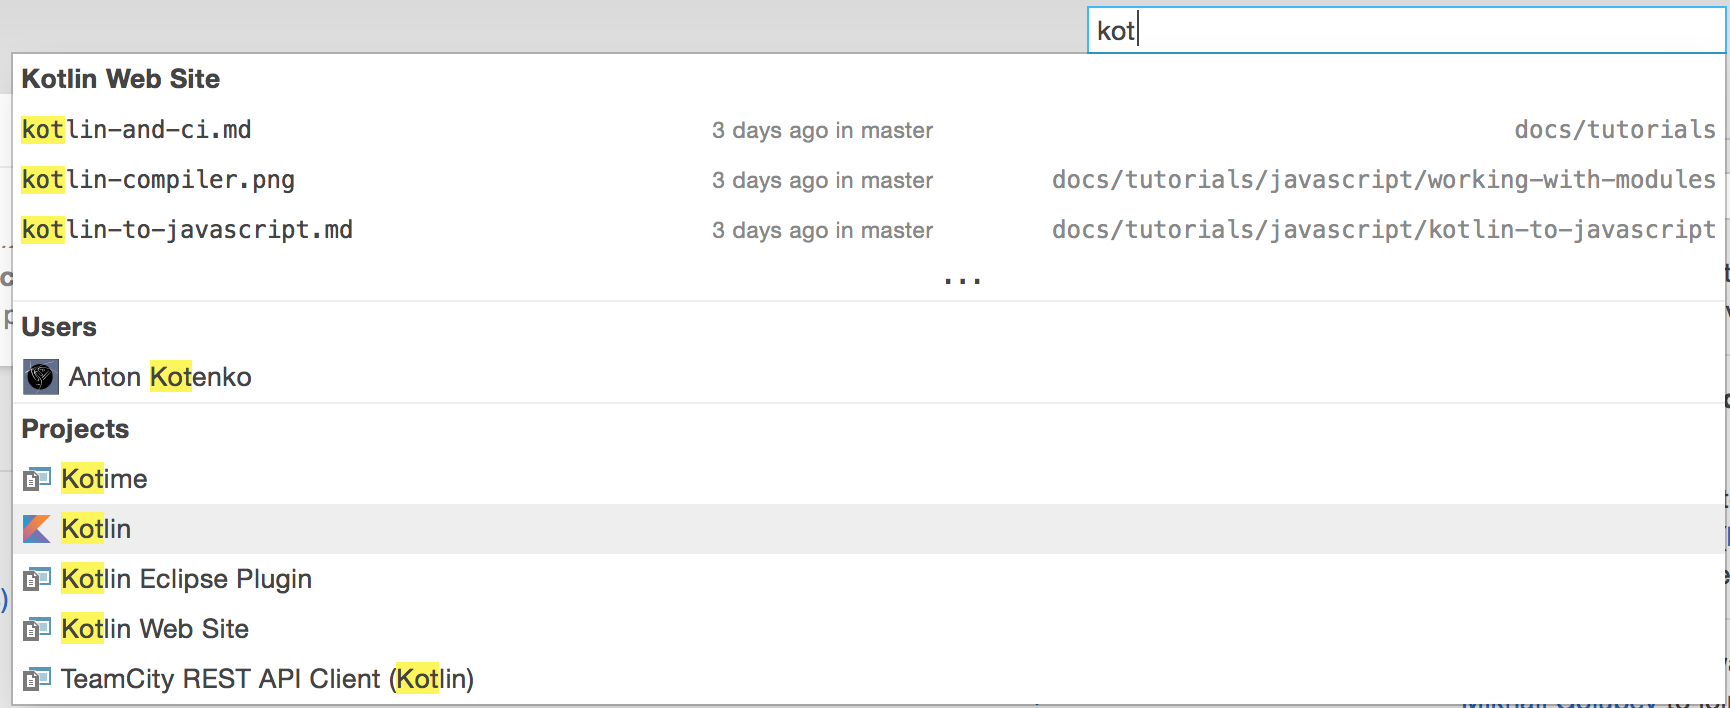 kot
Kotlin Web Site
kotlin-and-ci.md 3 days ago in master docs/tutorials
kotlin-compiler.png 3 days ago in master docs/tutorials/javascript/working-with-modules
kotlin-to-javascript.md 3 days ago in master docs/tutorials/javascript/kotlin-to-javascript
...
Users
Anton Kotenko
Projects
Kotime
Kotlin
Kotlin Eclipse Plugin
Kotlin Web Site
TeamCity REST API Client (Kotlin)